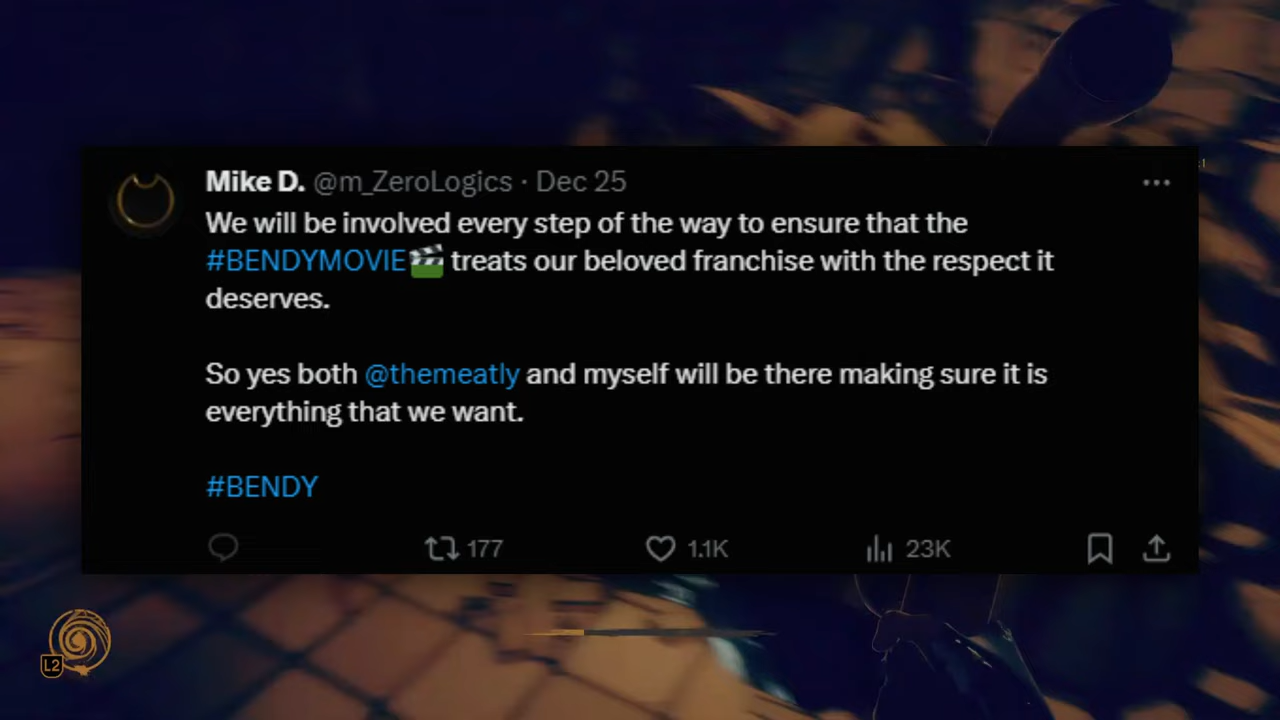 Mike D. @m_ZeroLogics · Dec 25
We will be involved every step of the way to ensure that the
#BENDYMOVIE🎬 treats our beloved franchise with the respect it
deserves.
So yes both @themeatly and myself will be there making sure it is
everything that we want.
#BENDY
177 1.1K 23K
L2